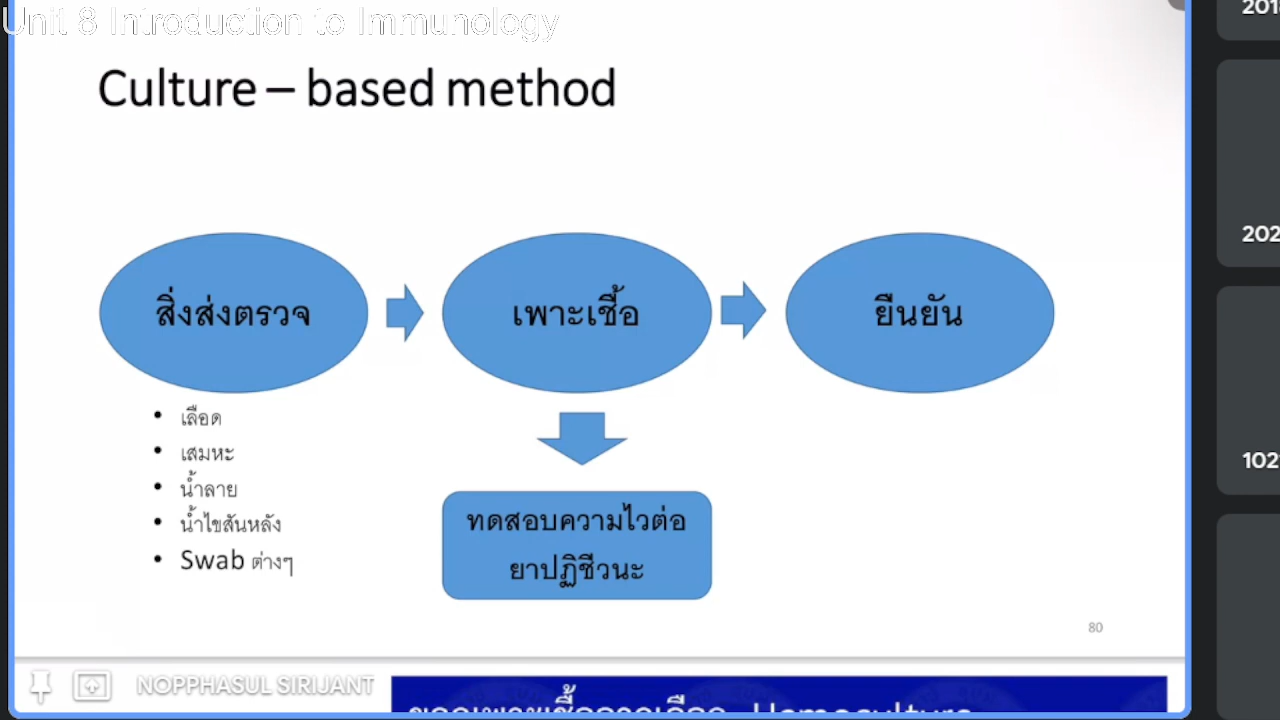 Unit 8 Introduction to Immunology
Culture – based method
สิ่งส่งตรวจ
เพาะเชื้อ
ยืนยัน
• เลือด
• เสมหะ
• น้ำลาย
• น้ำไขสันหลัง
• Swab ต่างๆ
ทดสอบความไวต่อ
ยาปฏิชีวนะ
80
NOPPHASUL SIRIJANT